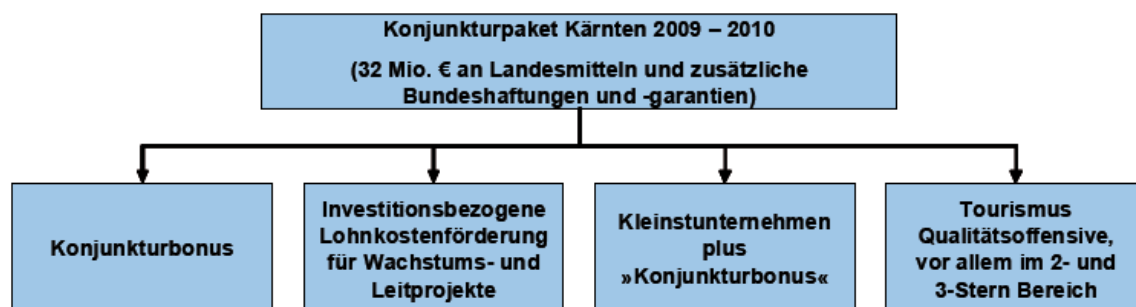 Konjunkturpaket Kärnten 2009 – 2010
(32 Mio. € an Landesmitteln und zusätzliche
Bundeshaftungen und -garantien)
Konjunkturbonus
Investitionsbezogene
Lohnkostenförderung
für Wachstums- und
Leitprojekte
Kleinstunternehmen
plus
»Konjunkturbonus«
Tourismus
Qualitätsoffensive,
vor allem im 2- und
3-Stern Bereich